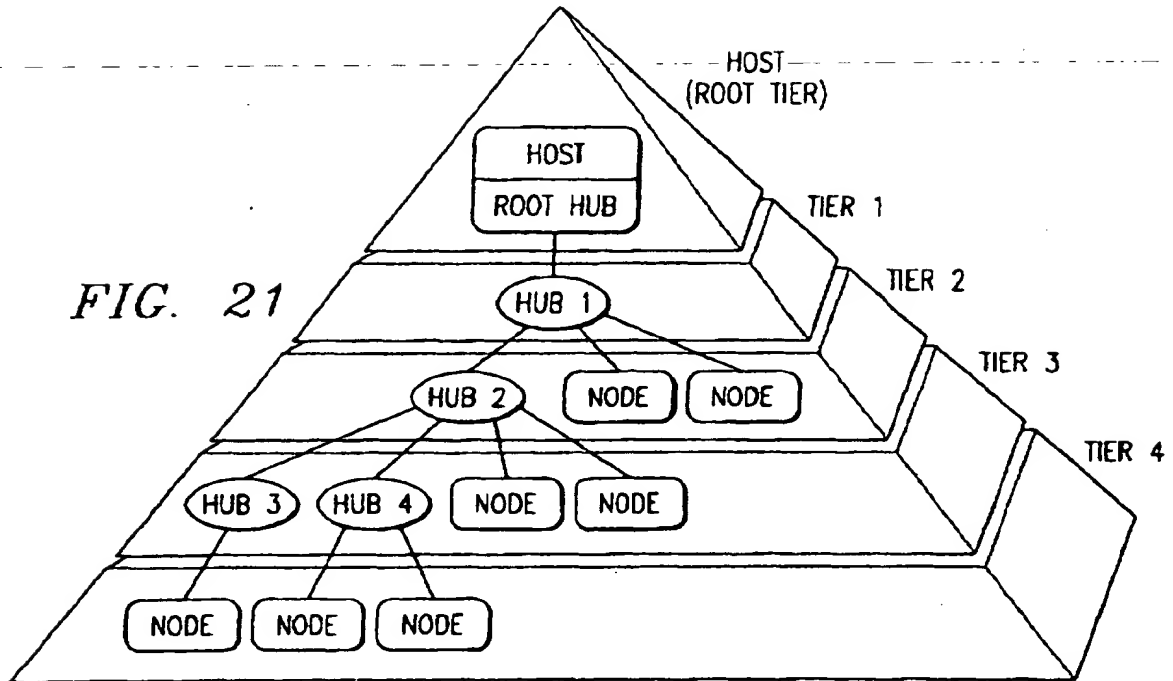 HOST
(ROOT TIER)
HOST
ROOT HUB
TIER 1
FIG. 21
HUB 1
TIER 2
HUB 2
NODE
NODE
TIER 3
HUB 3
HUB 4
NODE
NODE
TIER 4
NODE
NODE
NODE